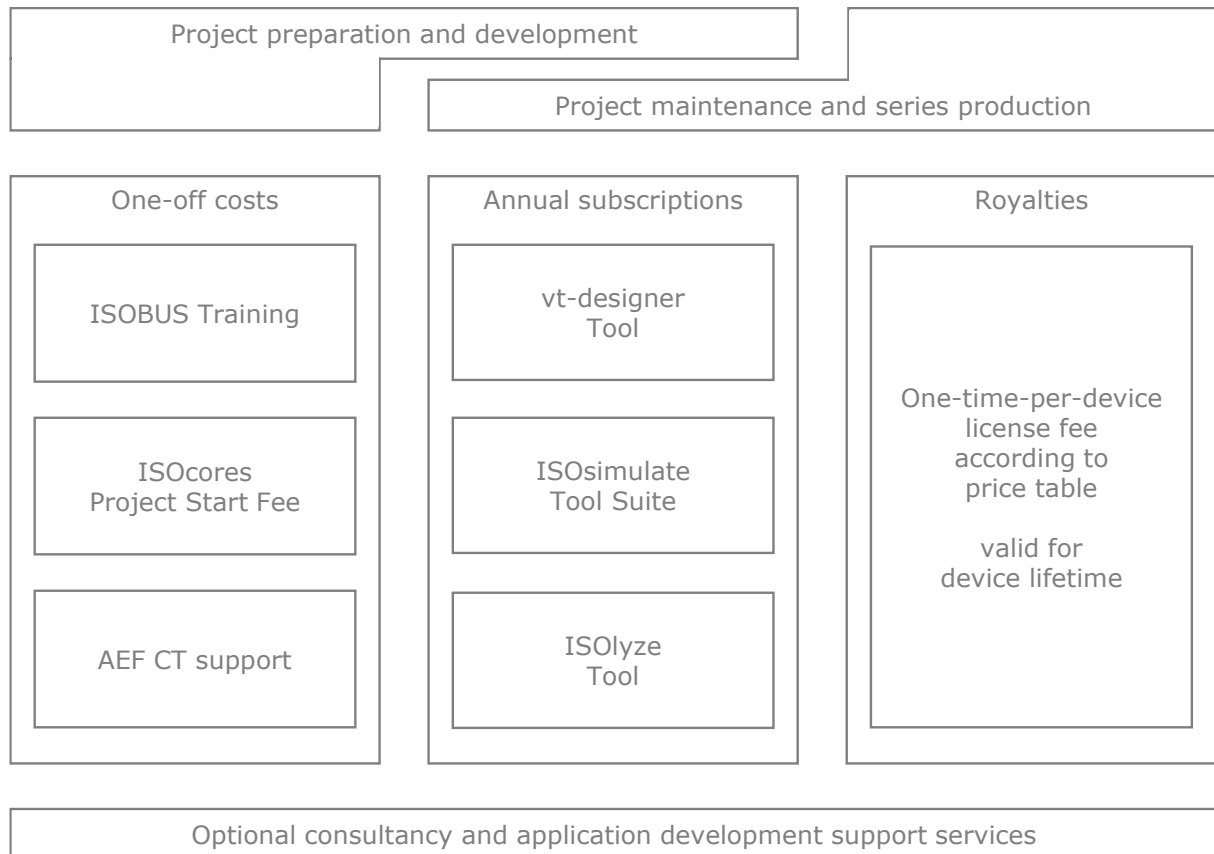 Project preparation and development
Project maintenance and series production
One-off costs
ISOBUS Training
ISOcores
Project Start Fee
AEF CT support
Annual subscriptions
vt-designer
Tool
ISOsimulate
Tool Suite
ISOlyze
Tool
Royalties
One-time-per-device
license fee
according to
price table
valid for
device lifetime
Optional consultancy and application development support services